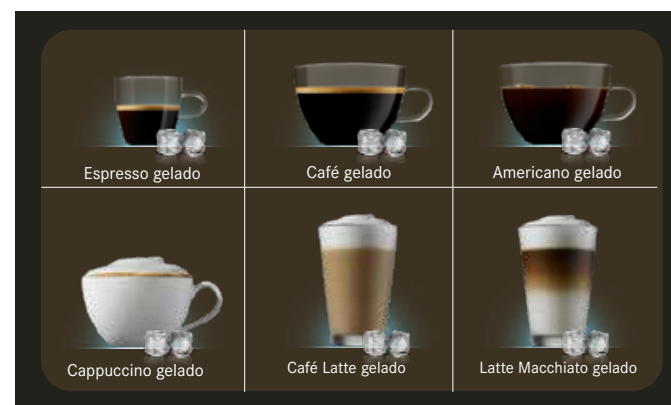 Espresso gelado
Café gelado
Americano gelado
Cappuccino gelado
Café Latte gelado
Latte Macchiato gelado